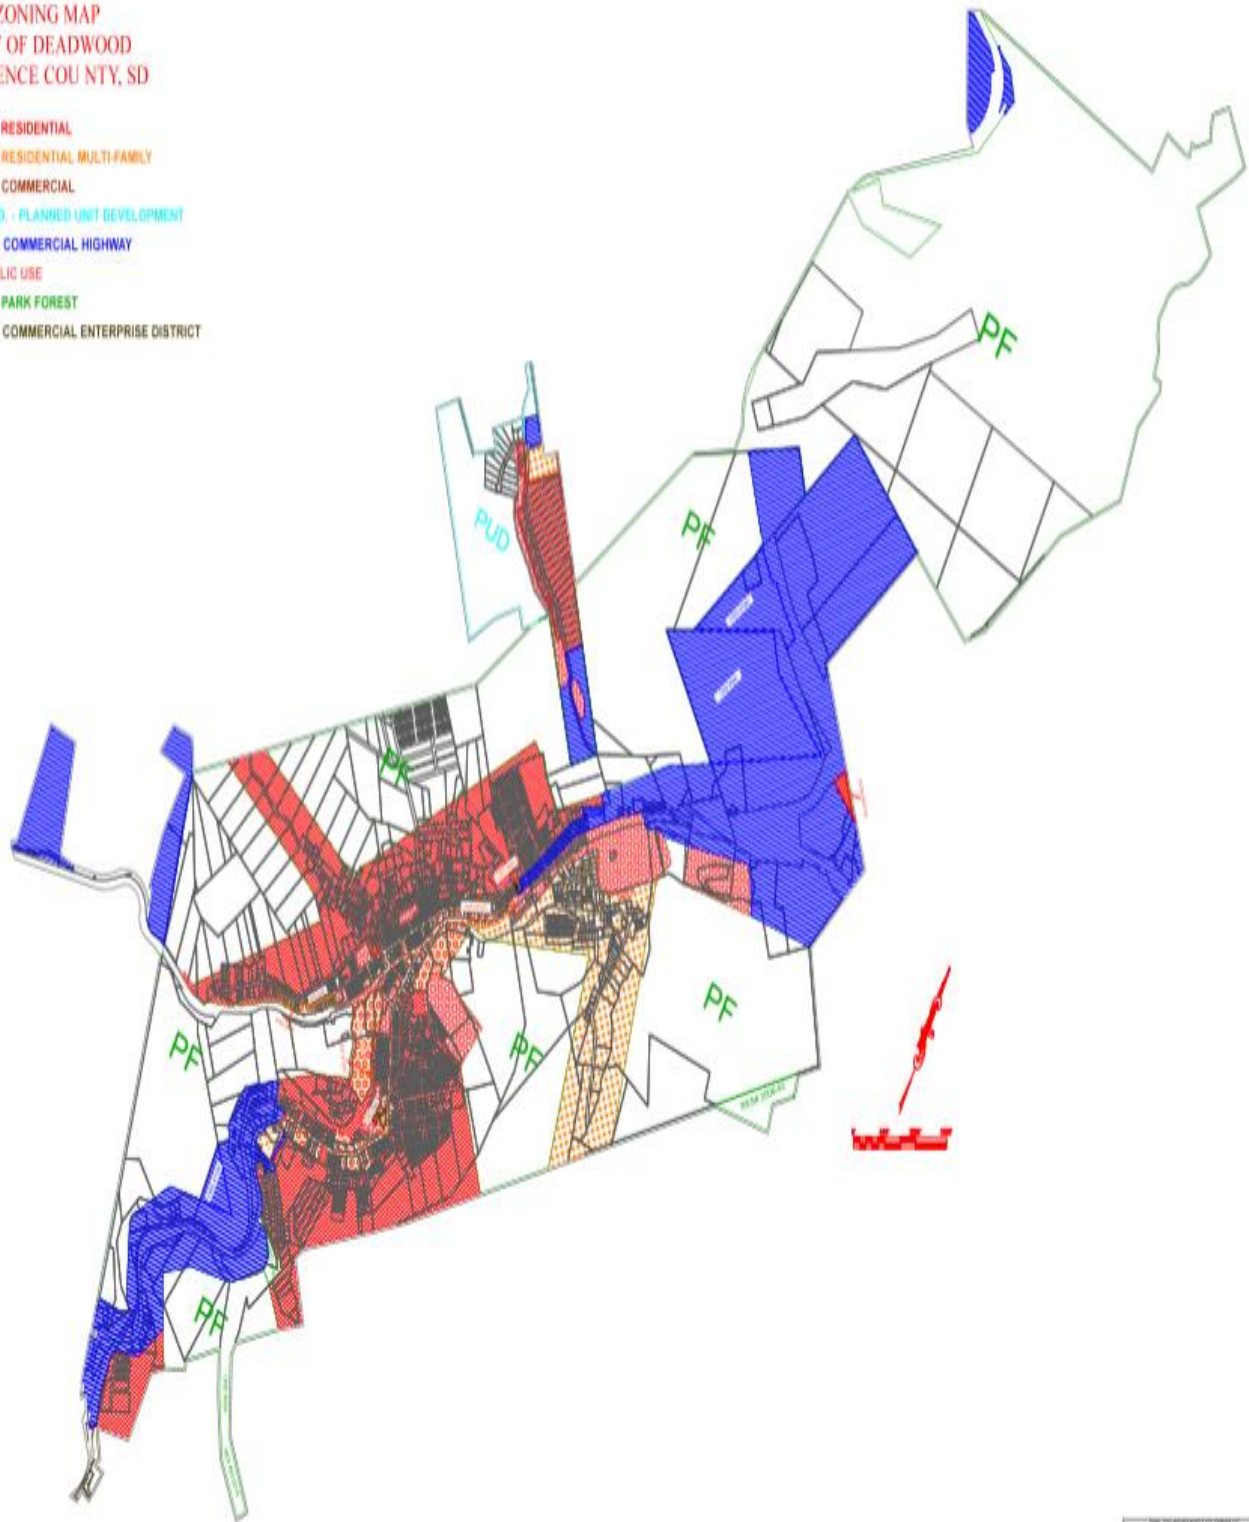 ZONING MAP
OF DEADWOOD
ENCE COU NTY, SD
RESIDENTIAL
RESIDENTIAL MULTI-FAMILY
COMMERCIAL
D. - PLANNED UNIT DEVELOPMENT
COMMERCIAL HIGHWAY
LIC USE
PARK FOREST
COMMERCIAL ENTERPRISE DISTRICT
PF
PUD
PF
PF
PF
PF
PF
PF